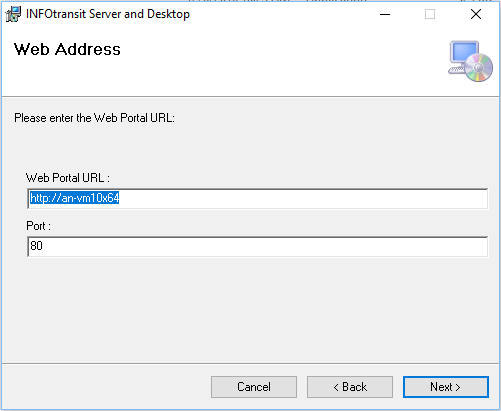 INFOtransit Server and Desktop
Web Address
Please enter the Web Portal URL:
Web Portal URL :
http://an-vm10x64
Port :
80
Cancel
< Back
Next >